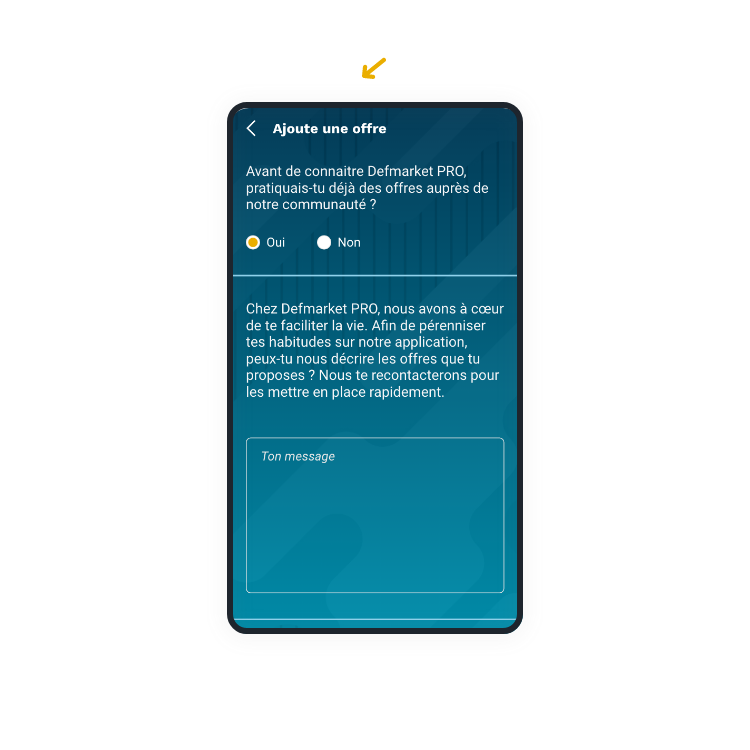 Ajoute une offre
Avant de connaitre Defmarket PRO,
pratiquais-tu déjà des offres auprès de
notre communauté ?
Oui Non
Chez Defmarket PRO, nous avons à cœur
de te faciliter la vie. Afin de pérenniser
tes habitudes sur notre application,
peux-tu nous décrire les offres que tu
proposes ? Nous te recontacterons pour
les mettre en place rapidement.
Ton message